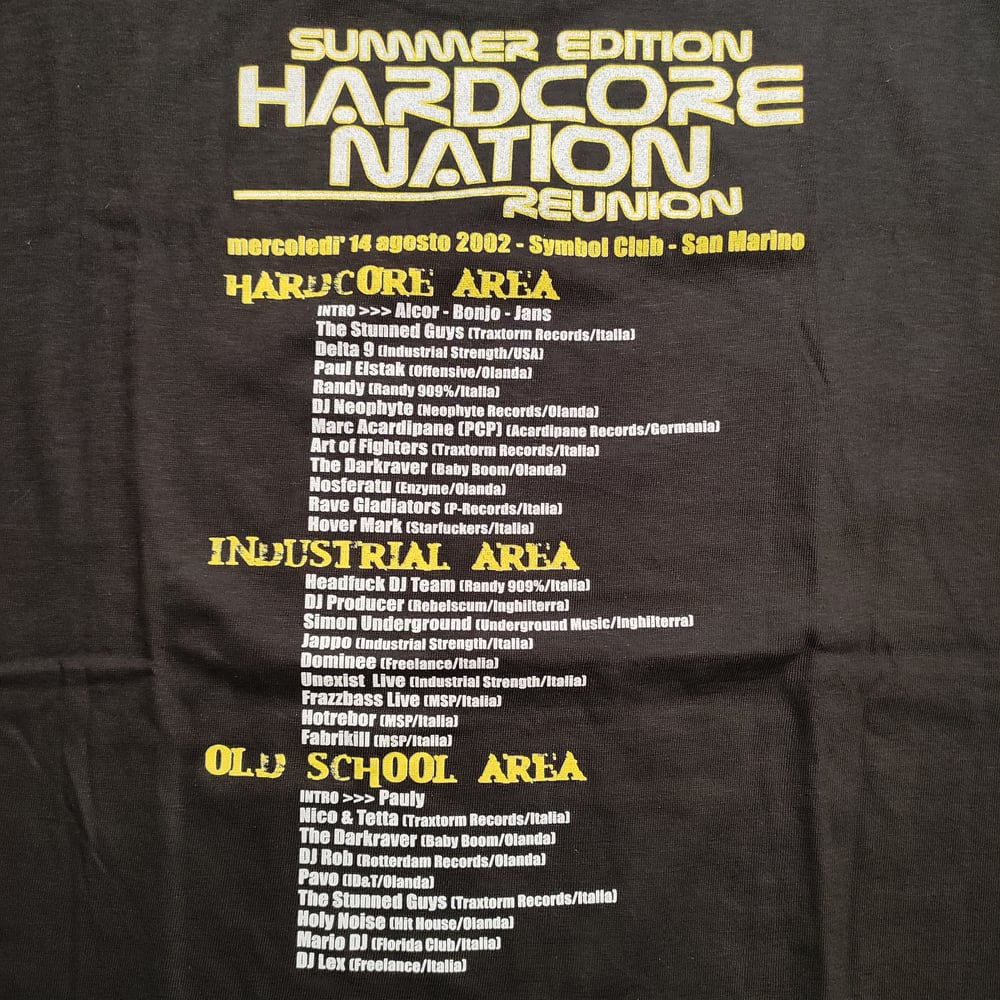 SUMMER EDITION
HARDCORE
NATION
REUNION
mercoledi' 14 agosto 2002 - Symbol Club - San Marino
HARDCORE AREA
INTRO >>> Alcor - Bonjo - Jans
The Stunned Guys (Traxtorm Records/Italia)
Delta 9 (Industrial Strength/USA)
Paul Elstak (Offensive/Olanda)
Randy (Randy 909%/Italia)
DJ Neophyte (Neophyte Records/Olanda)
Marc Acardipane (PCP) (Acardipane Records/Germania)
Art of Fighters (Traxtorm Records/Italia)
The Darkraver (Baby Boom/Olanda)
Nosferatu (Enzyme/Olanda)
Rave Gladiators (P-Records/Italia)
Hover Mark (Starfuckers/Italia)
INDUSTRIAL AREA
Headfuck DJ Team (Randy 909%/Italia)
DJ Producer (Rebelscum/Inghilterra)
Simon Underground (Underground Music/Inghilterra)
Jappo (Industrial Strength/Italia)
Dominee (Freelance/Italia)
Unexist Live (Industrial Strength/Italia)
Frazzbass Live (MSP/Italia)
Hotrebor (MSP/Italia)
Fabrikill (MSP/Italia)
OLD SCHOOL AREA
INTRO >>> Pauly
Nico & Tetta (Traxtorm Records/Italia)
The Darkraver (Baby Boom/Olanda)
DJ Rob (Rotterdam Records/Olanda)
Pavo (ID&T/Olanda)
The Stunned Guys (Traxtorm Records/Italia)
Holy Noise (Hit House/Olanda)
Mario DJ (Florida Club/Italia)
DJ Lex (Freelance/Italia)